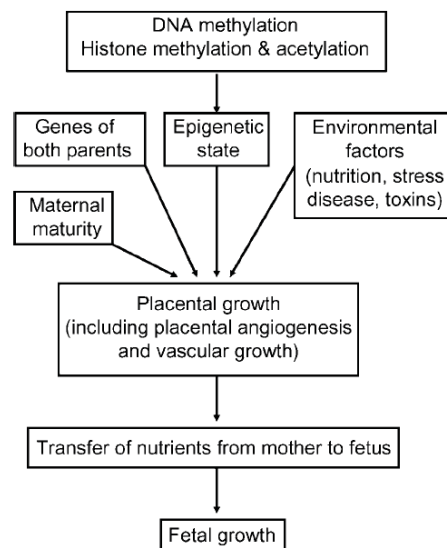 DNA methylation
Histone methylation & acetylation
Genes of
both parents
Epigenetic
state
Environmental
factors
(nutrition, stress
disease, toxins)
Maternal
maturity
Placental growth
(including placental angiogenesis
and vascular growth)
Transfer of nutrients from mother to fetus
Fetal growth